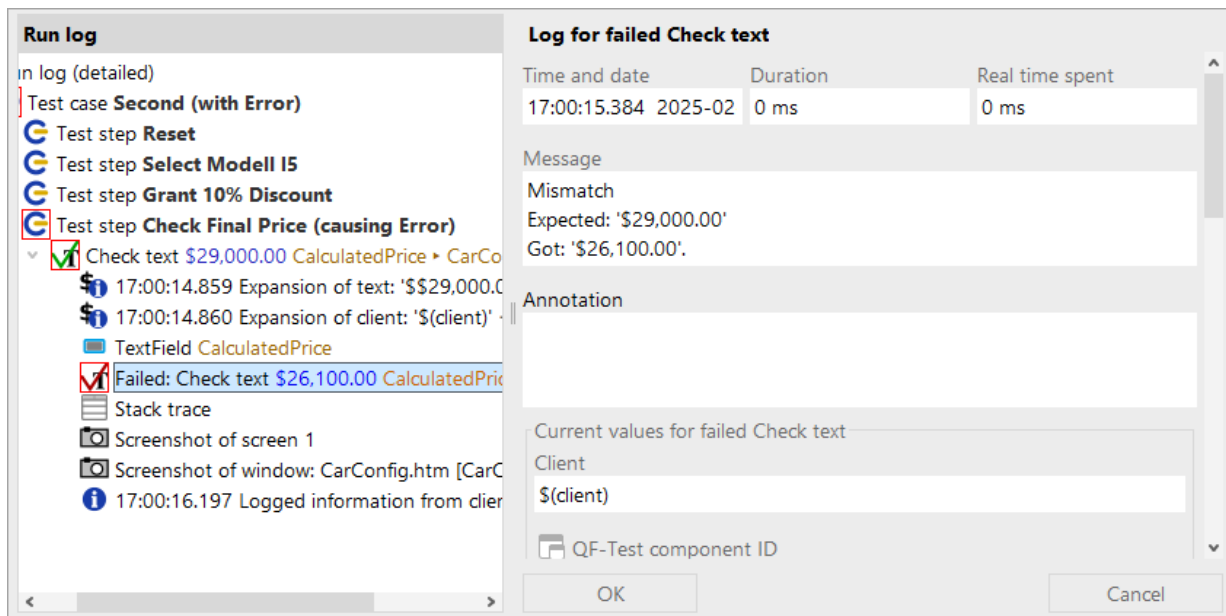 Run log
un log (detailed)
Test case Second (with Error)
Test step Reset
Test step Select Modell I5
Test step Grant 10% Discount
Test step Check Final Price (causing Error)
Check text $29,000.00 CalculatedPrice ▸ CarCo
17:00:14.859 Expansion of text: '$$29,000.0
17:00:14.860 Expansion of client: '$(client)' -
TextField CalculatedPrice
Failed: Check text $26,100.00 CalculatedPric
Stack trace
Screenshot of screen 1
Screenshot of window: CarConfig.htm [CarC
17:00:16.197 Logged information from clien
Log for failed Check text
Time and date
Duration
Real time spent
17:00:15.384 2025-02
0 ms
0 ms
Message
Mismatch
Expected: '$29,000.00'
Got: '$26,100.00'.
Annotation
Current values for failed Check text
Client
$(client)
QF-Test component ID
OK
Cancel